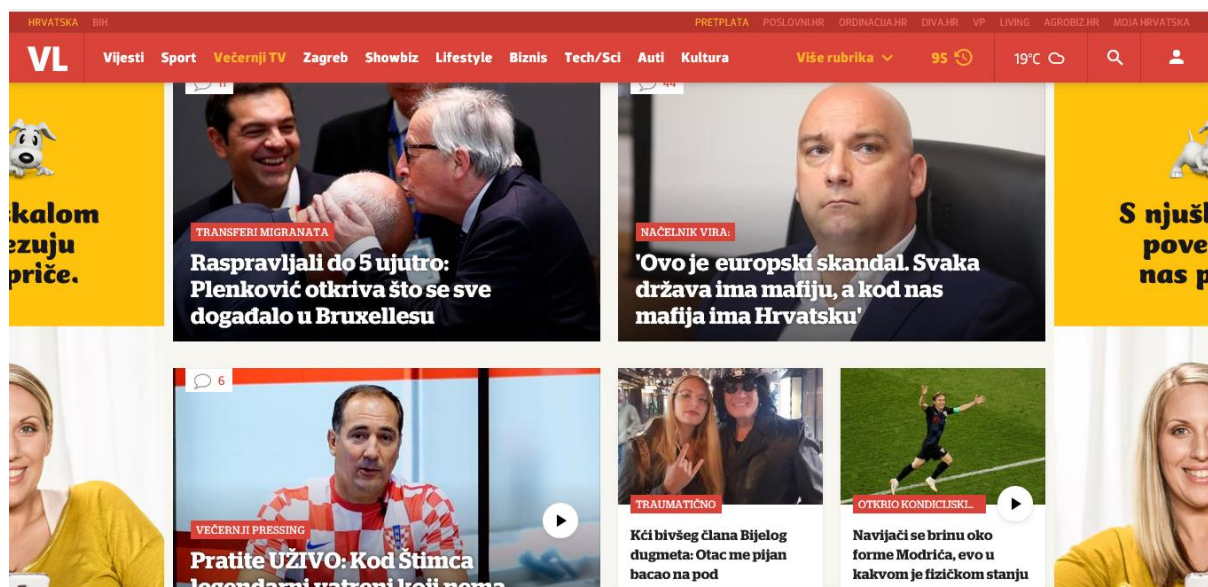 HRVATSKA BIH PRETPLATA POSLOVNI.HR ORDINACIJA.HR DIVA.HR VP LIVING AGROBIZ.HR MOJA HRVATSKA
VL Vijesti Sport Večernji TV Zagreb Showbiz Lifestyle Biznis Tech/Sci Auti Kultura Više rubrika 95 19°C
44
TRANSFERI MIGRANATA
Raspravljali do 5 ujutro:
Plenković otkriva što se sve
događalo u Bruxellesu
NAČELNIK VIRA:
'Ovo je europski skandal. Svaka
država ima mafiju, a kod nas
mafija ima Hrvatsku'
kalom
ezuju
priče.
S njuš
pove
nas p
6
VEČERNJI PRESSING
Pratite UŽIVO: Kod Štimca
legendarni vatreni koji nema
TRAUMATIČNO
Kći bivšeg člana Bijelog
dugmeta: Otac me pijan
bacao na pod
OTKRIO KONDICIJSKI...
Navijači se brinu oko
forme Modrića, evo u
kakvom je fizičkom stanju